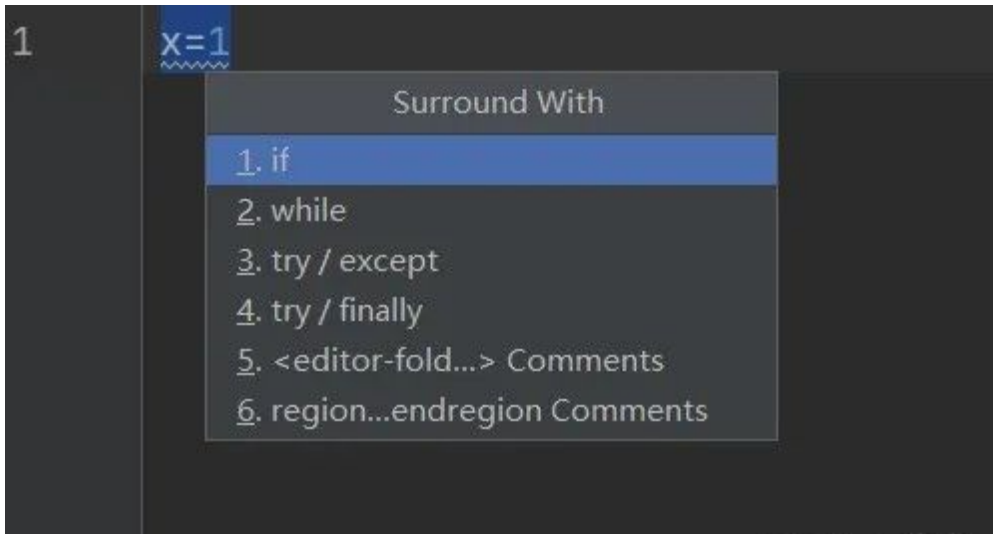 1 x=1
Surround With
1. if
2. while
3. try / except
4. try / finally
5. <editor-fold...> Comments
6. region...endregion Comments